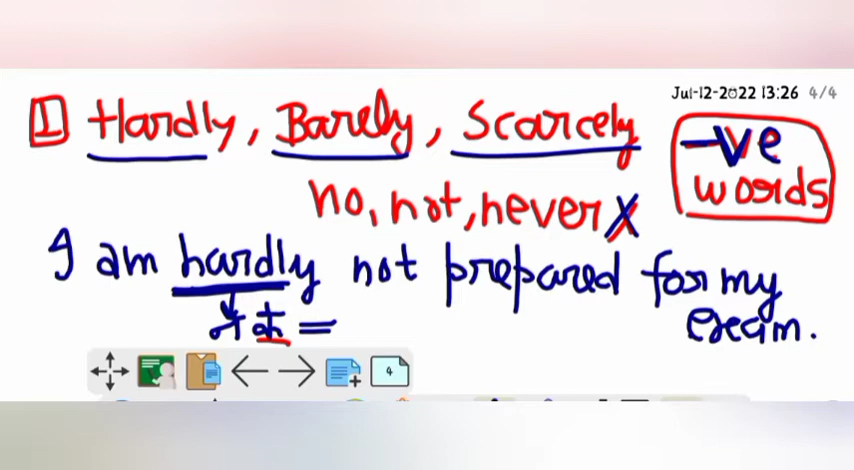 Jul-12-2022 13:26 4/4
1 Hardly, Barely, Scarcely
-ve words
no, not, never X
I am hardly not prepared for my exam.
4